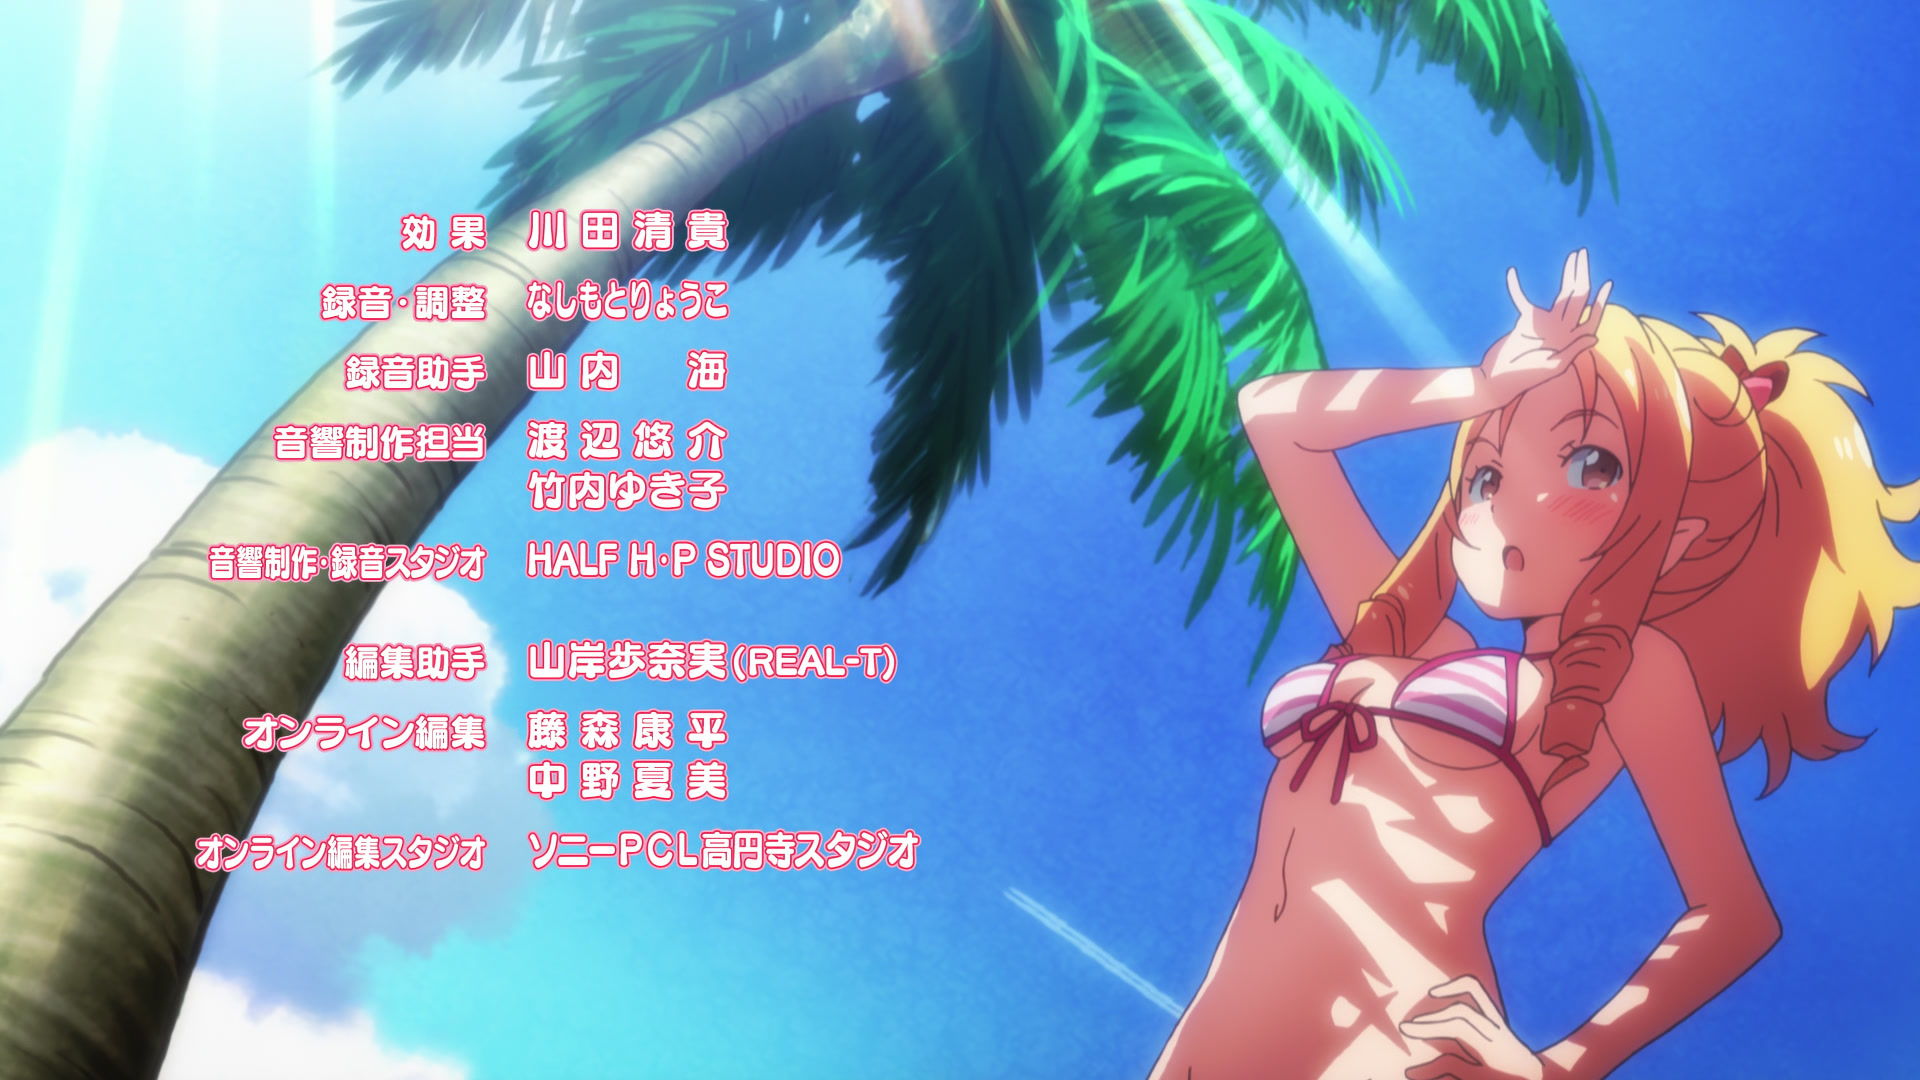 効果 川田清貴
録音・調整 なしもとりょうこ
録音助手 山内 海
音響制作担当 渡辺悠介
竹内ゆき子
音響制作・録音スタジオ HALF H・P STUDIO
編集助手 山岸歩奈実(REAL-T)
オンライン編集 藤森康平
中野夏美
オンライン編集スタジオ ソニーPCL高円寺スタジオ